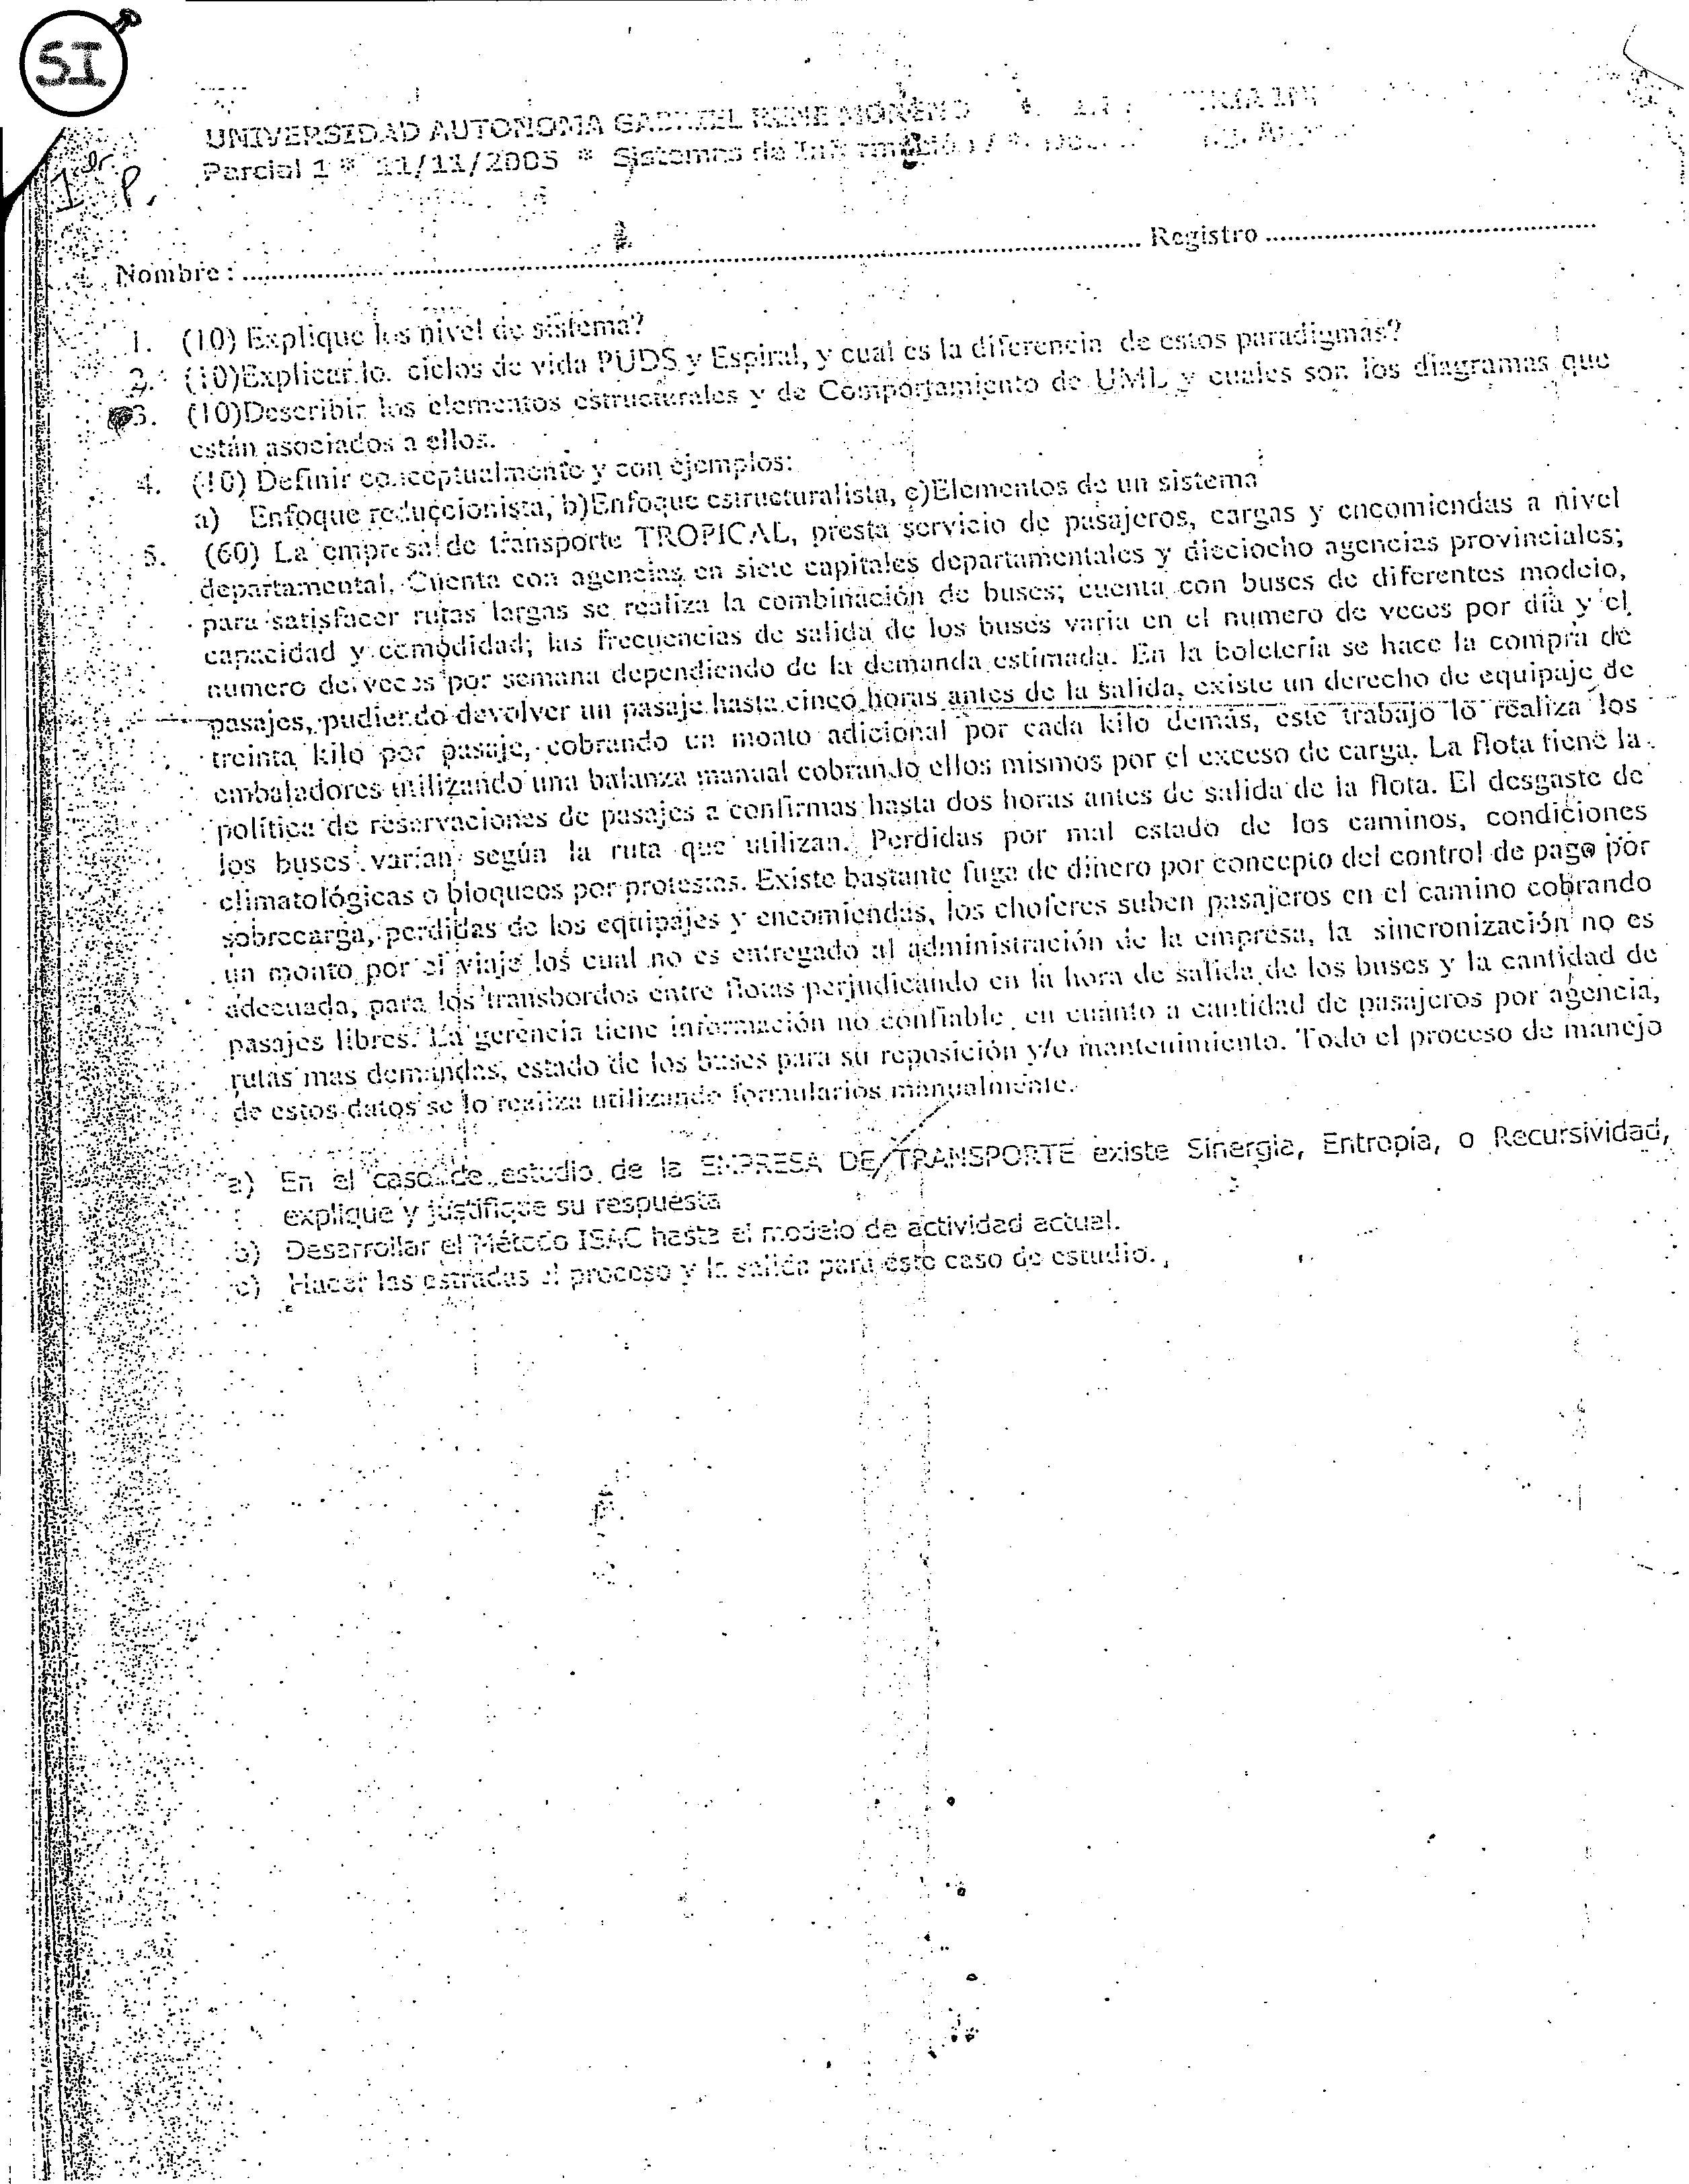 SI
UNIVERSIDAD AUTONOMA GABRIEL RENE MORENO
Parcial 1 * 11/11/2005 * Sistemas de Información /
1er P.
Nombre : ........................ Registro ........................
1. (10) Explique los nivel de sistema?
2. (10)Explicar lo. ciclos de vida PUDS y Espiral, y cual es la diferencia de estos paradigmas?
3. (10)Describir los elementos estructurales y de Comportamiento de UML y cuales son los diagramas que
están asociados a ellos.
4. (10) Definir conceptualmente y con ejemplos:
a) Enfoque reduccionista, b)Enfoque estructuralista, c)Elementos de un sistema
5. (60) La empresa de transporte TROPICAL, presta servicio de pasajeros, cargas y encomiendas a nivel
departamental. Cuenta con agencias en siete capitales departamentales y dieciocho agencias provinciales;
para satisfacer rutas largas se realiza la combinación de buses; cuenta con buses de diferentes modelo,
capacidad y comodidad; las frecuencias de salida de los buses varia en el numero de veces por día y el
numero de veces por semana dependiendo de la demanda estimada. En la boletería se hace la compra de
pasajes, pudiendo devolver un pasaje hasta cinco horas antes de la salida, existe un derecho de equipaje de
treinta kilo por pasaje, cobrando un monto adicional por cada kilo demás, este trabajo lo realiza los
embaladores utilizando una balanza manual cobrando ellos mismos por el exceso de carga. La flota tiene la
política de reservaciones de pasajes a confirmas hasta dos horas antes de salida de la flota. El desgaste de
los buses varían según la ruta que utilizan. Perdidas por mal estado de los caminos, condiciones
climatológicas o bloqueos por protestas. Existe bastante fuga de dinero por concepto del control de pago por
sobrecarga, perdidas de los equipajes y encomiendas, los choferes suben pasajeros en el camino cobrando
un monto por el viaje los cual no es entregado al administración de la empresa, la sincronización no es
adecuada, para los transbordos entre flotas perjudicando en la hora de salida de los buses y la cantidad de
pasajes libres. La gerencia tiene información no confiable en cuanto a cantidad de pasajeros por agencia,
rutas mas demandas, estado de los buses para su reposición y/o mantenimiento. Todo el proceso de manejo
de estos datos se lo realiza utilizando formularios manualmente.
a) En el caso de estudio de la EMPRESA DE TRANSPORTE existe Sinergia, Entropía, o Recursividad,
explique y justifique su respuesta
b) Desarrollar el Método ISAC hasta el modelo de actividad actual.
c) Hacer las estradas el proceso y la salida para este caso de estudio.